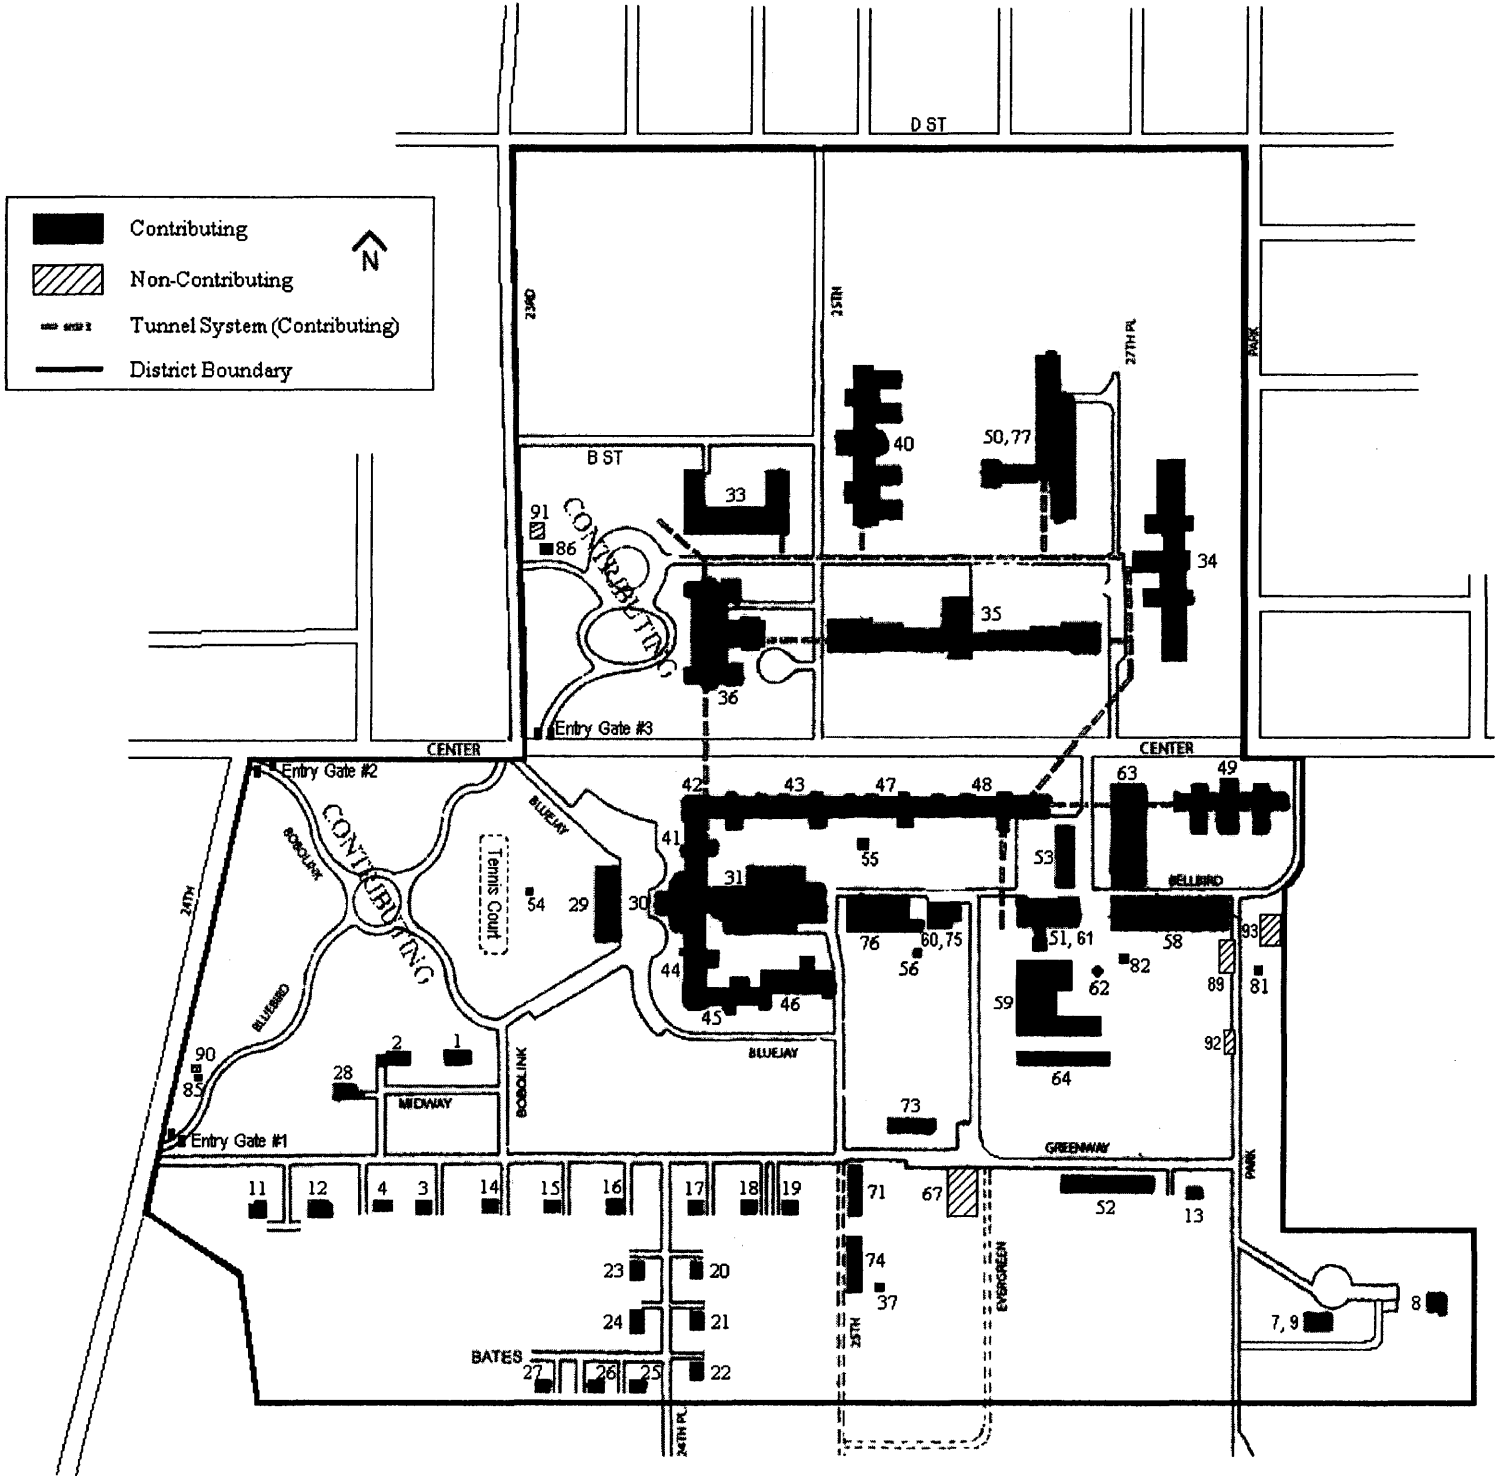 D ST
Contributing
N
Non-Contributing
Tunnel System (Contributing)
District Boundary
23RD
25TH
27TH PL
PARK
B ST
40
50, 77
33
91
86
CONTRIBUTING
34
35
36
Entry Gate #3
CENTER
CENTER
Entry Gate #2
42
43
47
48
63
49
BLUEJAY
BOBOLINK
CONTRIBUTING
Tennis Court
41
55
53
31
BELLBIRD
24TH
54
29
30
76
60, 75
51, 61
58
93
56
44
82
62
89
81
59
BLUEBIRD
45
46
92
BLUEJAY
2
1
90
85
28
MIDWAY
BOBOLINK
64
73
Entry Gate #1
GREENWAY
PARK
11
12
4
3
14
15
16
17
18
19
71
67
52
13
23
20
74
37
EVERGREEN
24
21
25TH
7, 9
8
BATES
27
26
25
22
24TH PL.